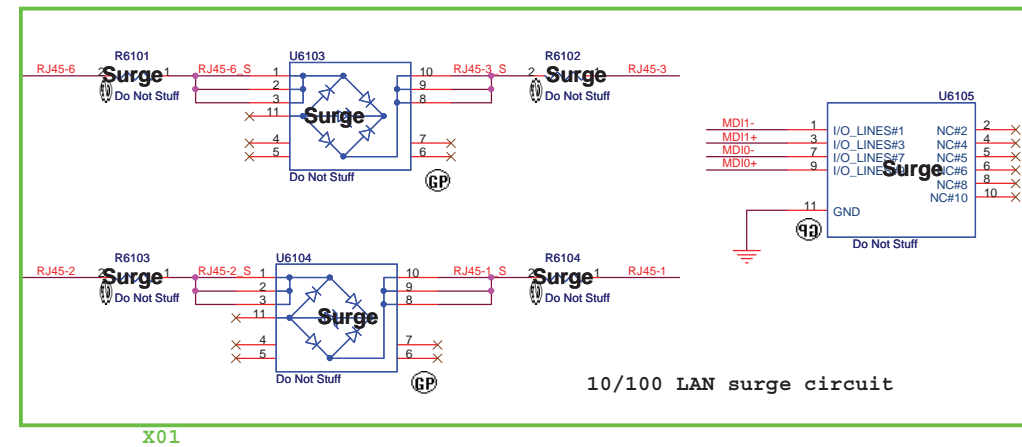 R6101
U6103
R6102
RJ45-6 2 Surge 1 RJ45-6_S 1 10 RJ45-3_S 2 Surge 1 RJ45-3
2 9
Do Not Stuff 3 8 Do Not Stuff
11 Surge
4 7
5 6
Do Not Stuff
GP
U6105
MDI1- 1 I/O_LINES#1 NC#2 2
MDI1+ 3 I/O_LINES#3 NC#4 4
MDI0- 7 I/O_LINES#7 NC#5 5
MDI0+ 9 Surge NC#6 6
NC#8 8
NC#10 10
11 GND
GP
Do Not Stuff
R6103
U6104
R6104
RJ45-2 2 Surge 1 RJ45-2_S 1 10 RJ45-1_S 2 Surge 1 RJ45-1
2 9
Do Not Stuff 3 8 Do Not Stuff
11 Surge
4 7
5 6
Do Not Stuff
GP
10/100 LAN surge circuit
X01